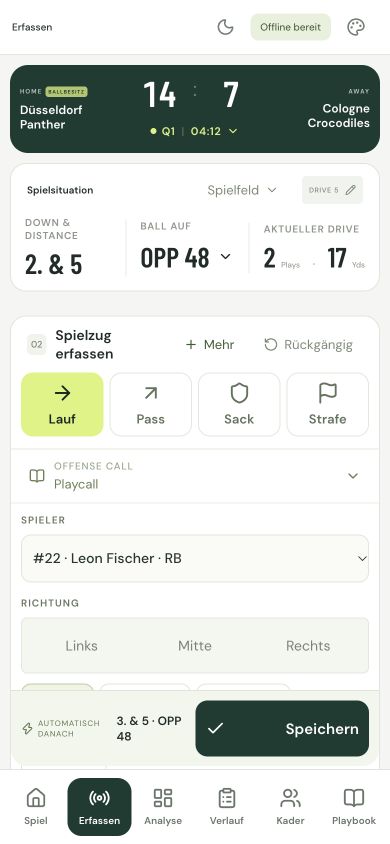 Erfassen
Offline bereit
HOME BALLBESITZ
Düsseldorf
Panther
14 : 7
Q1 | 04:12
AWAY
Cologne
Crocodiles
Spielsituation
Spielfeld
DRIVE 5
DOWN &
DISTANCE
2. & 5
BALL AUF
OPP 48
AKTUELLER DRIVE
2 Plays · 17 Yds
02
Spielzug
erfassen
Mehr
Rückgängig
Lauf
Pass
Sack
Strafe
OFFENSE CALL
Playcall
SPIELER
#22 · Leon Fischer · RB
RICHTUNG
Links
Mitte
Rechts
AUTOMATISCH
DANACH
3. & 5 · OPP
48
Speichern
Spiel
Erfassen
Analyse
Verlauf
Kader
Playbook